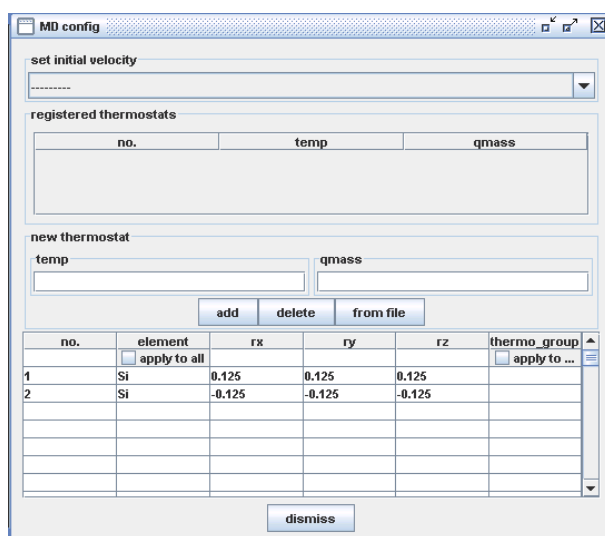 MD config
set initial velocity
---------
registered thermostats
no. temp qmass
new thermostat
temp qmass
add delete from file
no. element rx ry rz thermo_group
apply to all apply to ...
1 Si 0.125 0.125 0.125
2 Si -0.125 -0.125 -0.125
dismiss